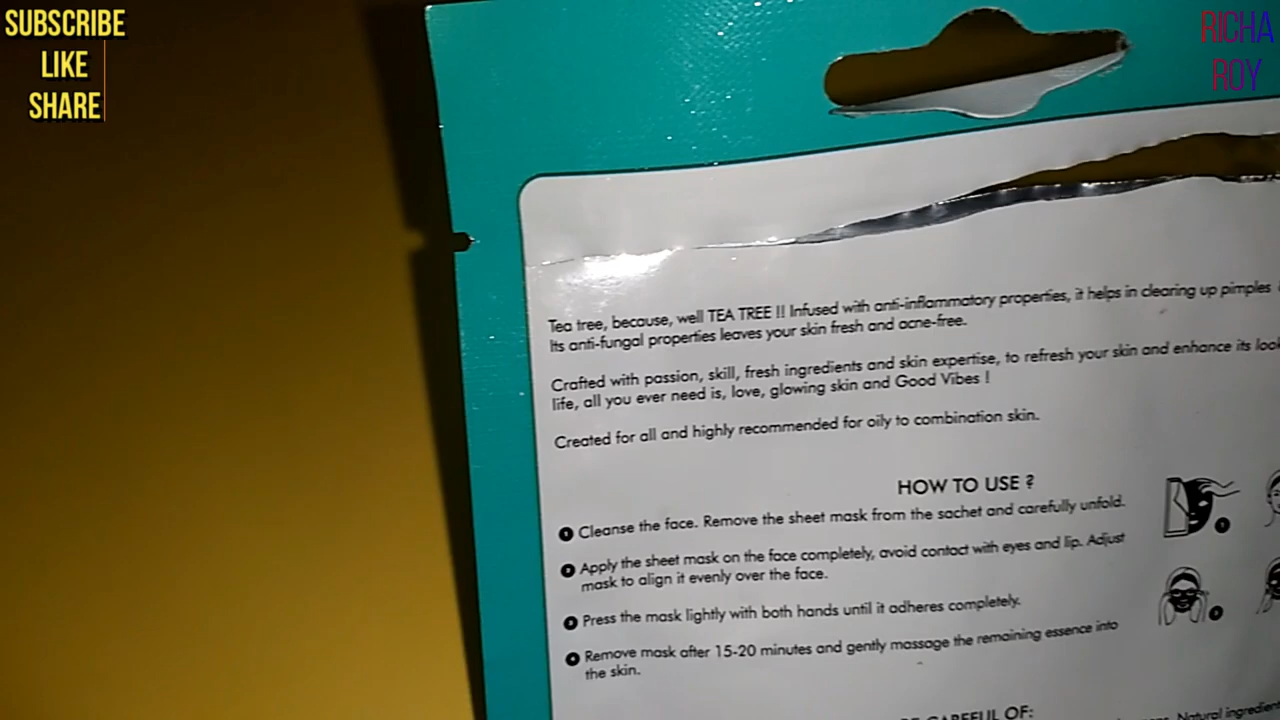 SUBSCRIBE
LIKE
SHARE
RICHA
ROY
Tea tree, because, well TEA TREE !! Infused with anti-inflammatory properties, it helps in clearing up pimples
Its anti-fungal properties leaves your skin fresh and acne-free.
Crafted with passion, skill, fresh ingredients and skin expertise, to refresh your skin and enhance its look
life, all you ever need is, love, glowing skin and Good Vibes !
Created for all and highly recommended for oily to combination skin.
HOW TO USE ?
1 Cleanse the face. Remove the sheet mask from the sachet and carefully unfold.
2 Apply the sheet mask on the face completely, avoid contact with eyes and lip. Adjust
mask to align it evenly over the face.
3 Press the mask lightly with both hands until it adheres completely.
4 Remove mask after 15-20 minutes and gently massage the remaining essence into
the skin.
CAREFUL OF:
Natural